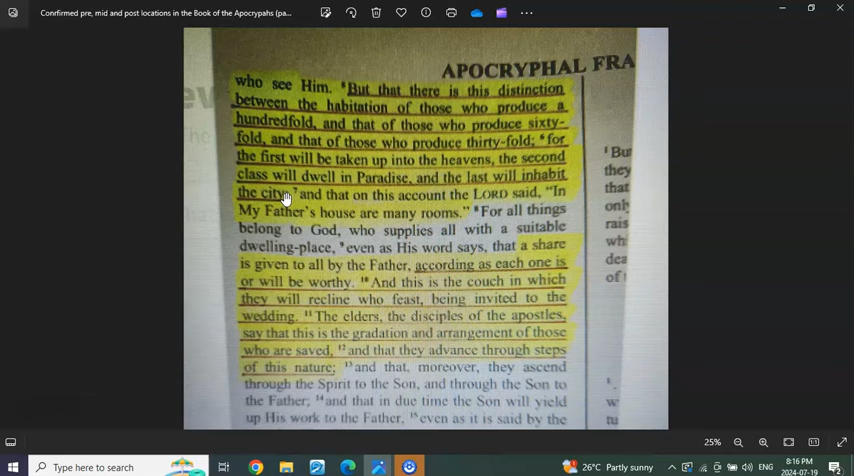 Confirmed pre, mid and post locations in the Book of the Apocrypahs (pa...
APOCRYPHAL FRA
who see Him. ⁵But that there is this distinction
between the habitation of those who produce a
hundredfold, and that of those who produce sixty-
fold, and that of those who produce thirty-fold; ⁶for
the first will be taken up into the heavens, the second
class will dwell in Paradise, and the last will inhabit
the city; ⁷and that on this account the LORD said, “In
My Father's house are many rooms.” ⁸For all things
belong to God, who supplies all with a suitable
dwelling-place, ⁹even as His word says, that a share
is given to all by the Father, according as each one is
or will be worthy. ¹⁰And this is the couch in which
they will recline who feast, being invited to the
wedding. ¹¹The elders, the disciples of the apostles,
say that this is the gradation and arrangement of those
who are saved, ¹²and that they advance through steps
of this nature; ¹³and that, moreover, they ascend
through the Spirit to the Son, and through the Son to
the Father; ¹⁴and that in due time the Son will yield
up His work to the Father, ¹⁵even as it is said by the
¹Bu
they
that
only
rais
dea
of t
25%
Type here to search
26°C Partly sunny
ENG
8:16 PM
2024-07-19
2